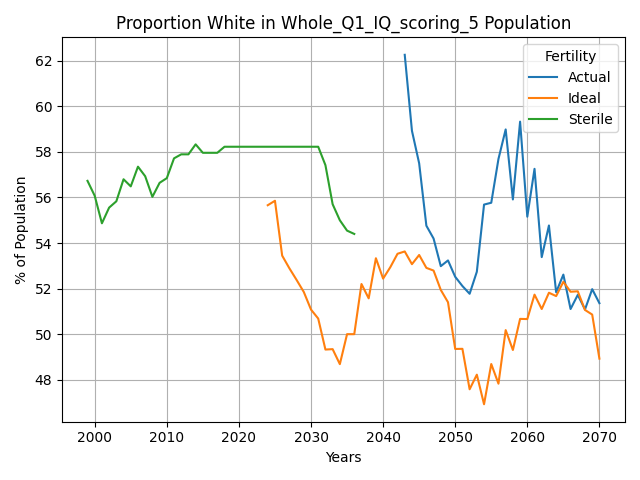 Proportion White in Whole_Q1_IQ_scoring_5 Population
Fertility
Actual
Ideal
Sterile
% of Population
62
60
58
56
54
52
50
48
2000 2010 2020 2030 2040 2050 2060 2070
Years